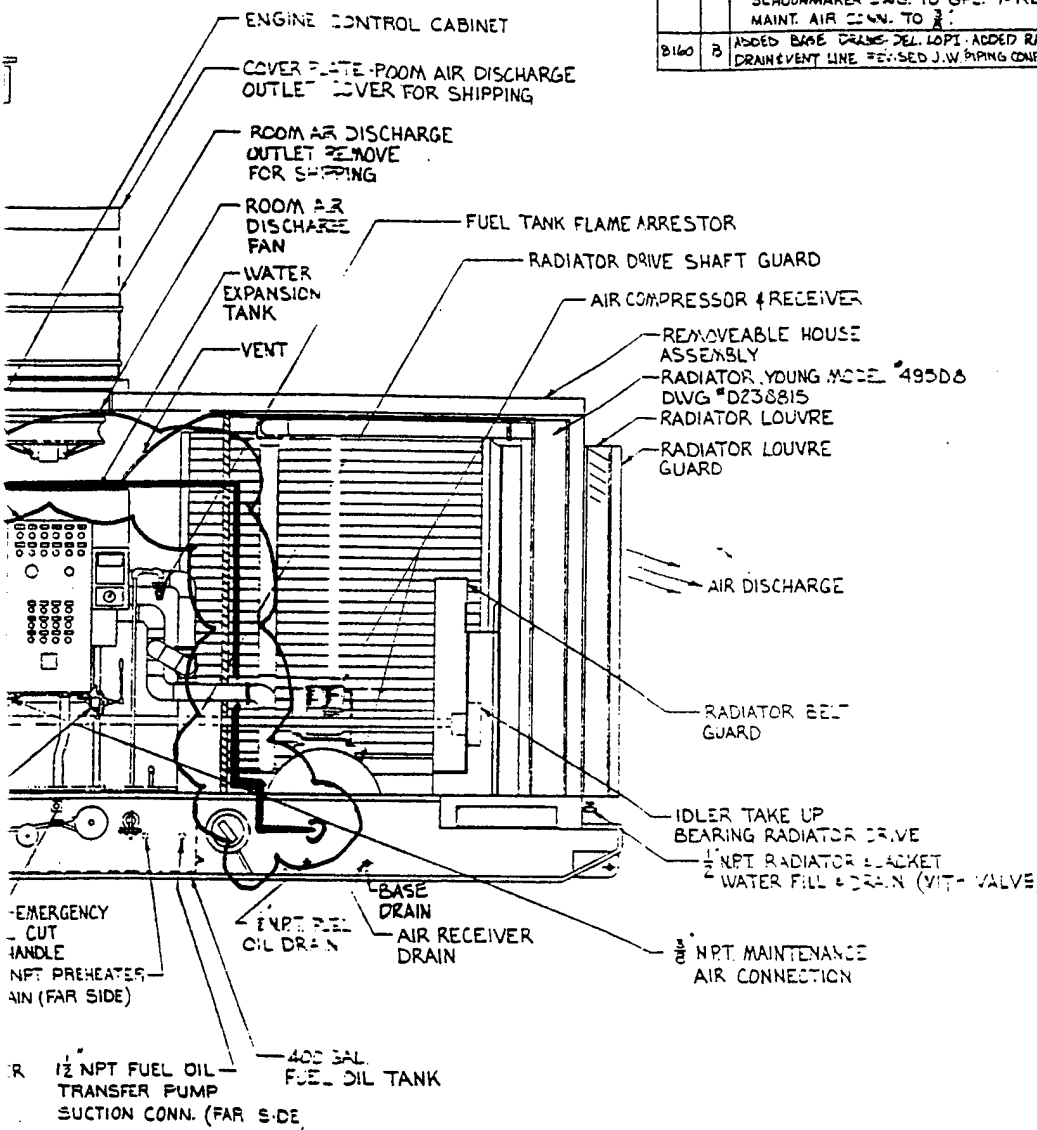 ENGINE CONTROL CABINET
COVER PLATE-ROOM AIR DISCHARGE
OUTLET COVER FOR SHIPPING
ROOM AIR DISCHARGE
OUTLET REMOVE
FOR SHIPPING
ROOM AIR
DISCHARGE
FAN
WATER
EXPANSION
TANK
VENT
MAINT. AIR CONN. TO
8160 B ADDED BASE DEL. ADDED
DRAIN & VENT LINE REVISED J.W. PIPING
FUEL TANK FLAME ARRESTOR
RADIATOR DRIVE SHAFT GUARD
AIR COMPRESSOR & RECEIVER
REMOVEABLE HOUSE
ASSEMBLY
RADIATOR, YOUNG MODEL #495D8
DWG #D238815
RADIATOR LOUVRE
RADIATOR LOUVRE
GUARD
AIR DISCHARGE
RADIATOR BELT
GUARD
IDLER TAKE UP
BEARING RADIATOR DRIVE
1/2" NPT RADIATOR & JACKET
WATER FILL & DRAIN (WITH VALVE
NPT MAINTENANCE
AIR CONNECTION
BASE
DRAIN
AIR RECEIVER
DRAIN
NPT FUEL
OIL DRAIN
EMERGENCY
CUT
HANDLE
NPT PREHEATER
AIN (FAR SIDE)
ER
1 1/2" NPT FUEL OIL
TRANSFER PUMP
SUCTION CONN. (FAR SIDE
400 GAL.
FUEL OIL TANK